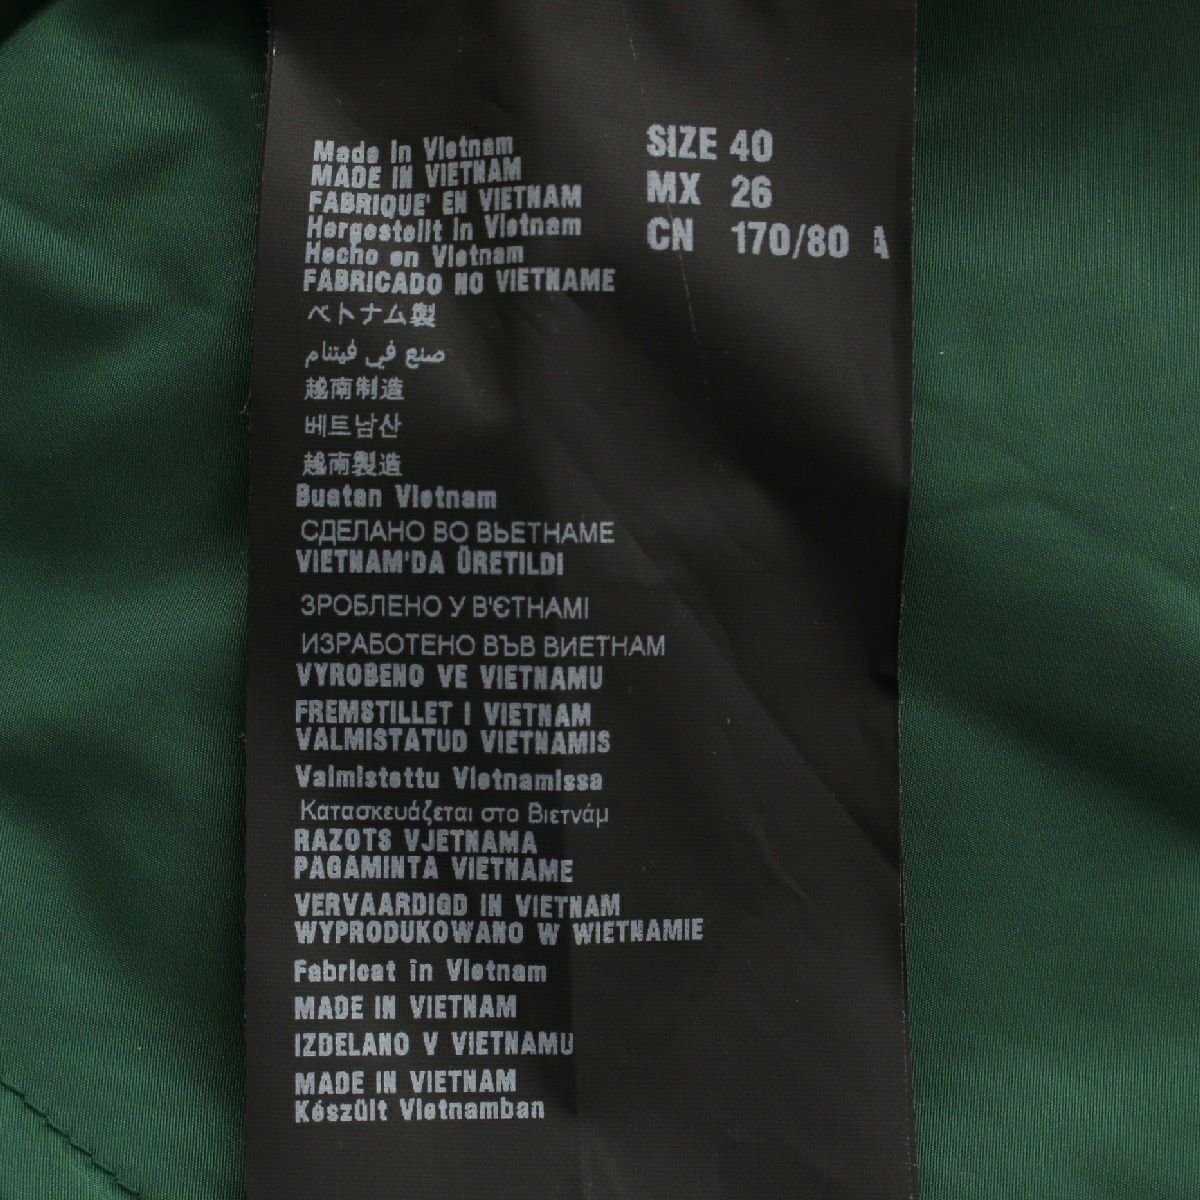 Made in Vietnam
MADE IN VIETNAM
FABRIQUE' EN VIETNAM
Hergestellt in Vietnam
Hecho en Vietnam
FABRICADO NO VIETNAME
ベトナム製
صنع في فيتنام
越南制造
베트남산
越南製造
Buatan Vietnam
СДЕЛАНО ВО ВЬЕТНАМЕ
VIETNAM'DA ÜRETILDI
ЗРОБЛЕНО У В'ЄТНАМІ
ИЗРАБОТЕНО ВЪВ ВИЕТНАМ
VYROBENO VE VIETNAMU
FREMSTILLET I VIETNAM
VALMISTATUD VIETNAMIS
Valmistettu Vietnamissa
Κατασκευάζεται στο Βιετνάμ
RAZOTS VJETNAMA
PAGAMINTA VIETNAME
VERVAARDIGD IN VIETNAM
WYPRODUKOWANO W WIETNAMIE
Fabricat în Vietnam
MADE IN VIETNAM
IZDELANO V VIETNAMU
MADE IN VIETNAM
Készült Vietnamban
SIZE 40
MX 26
CN 170/80 A